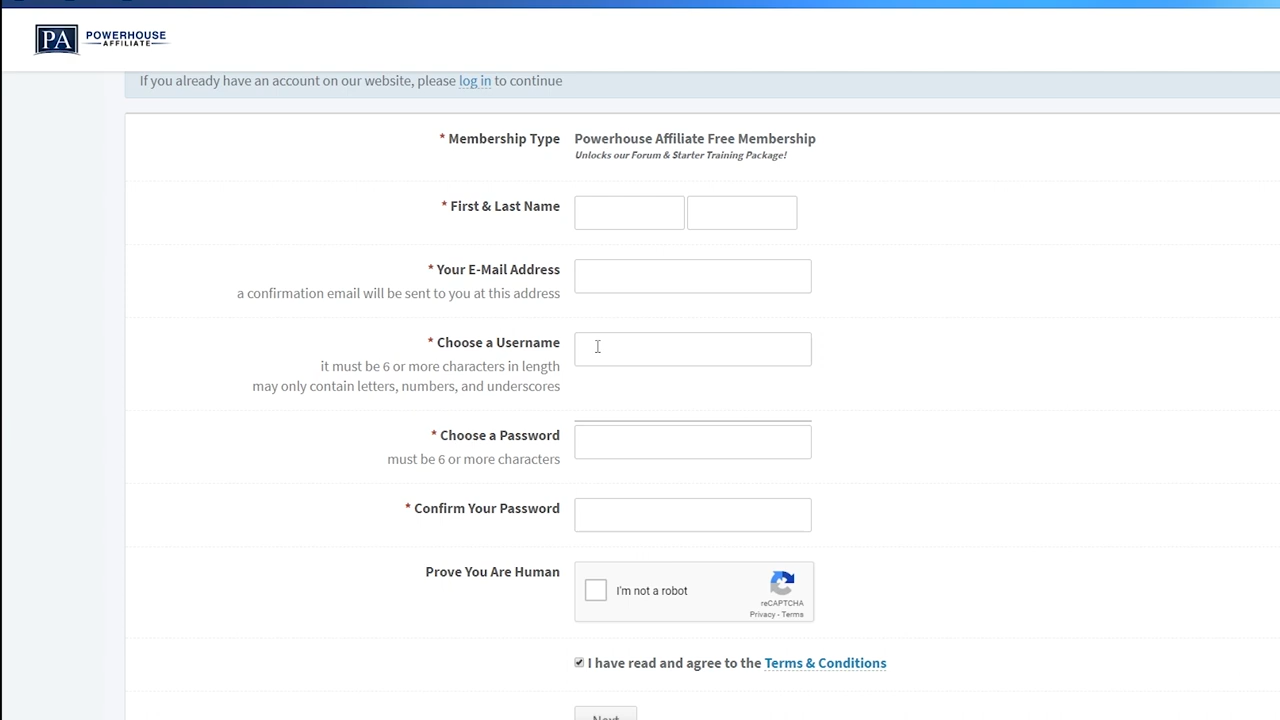 PA POWERHOUSE
AFFILIATE
If you already have an account on our website, please log in to continue
* Membership Type
Powerhouse Affiliate Free Membership
Unlocks our Forum & Starter Training Package!
* First & Last Name
* Your E-Mail Address
a confirmation email will be sent to you at this address
* Choose a Username
it must be 6 or more characters in length
may only contain letters, numbers, and underscores
* Choose a Password
must be 6 or more characters
* Confirm Your Password
Prove You Are Human
I'm not a robot
reCAPTCHA
Privacy - Terms
I have read and agree to the Terms & Conditions
Next